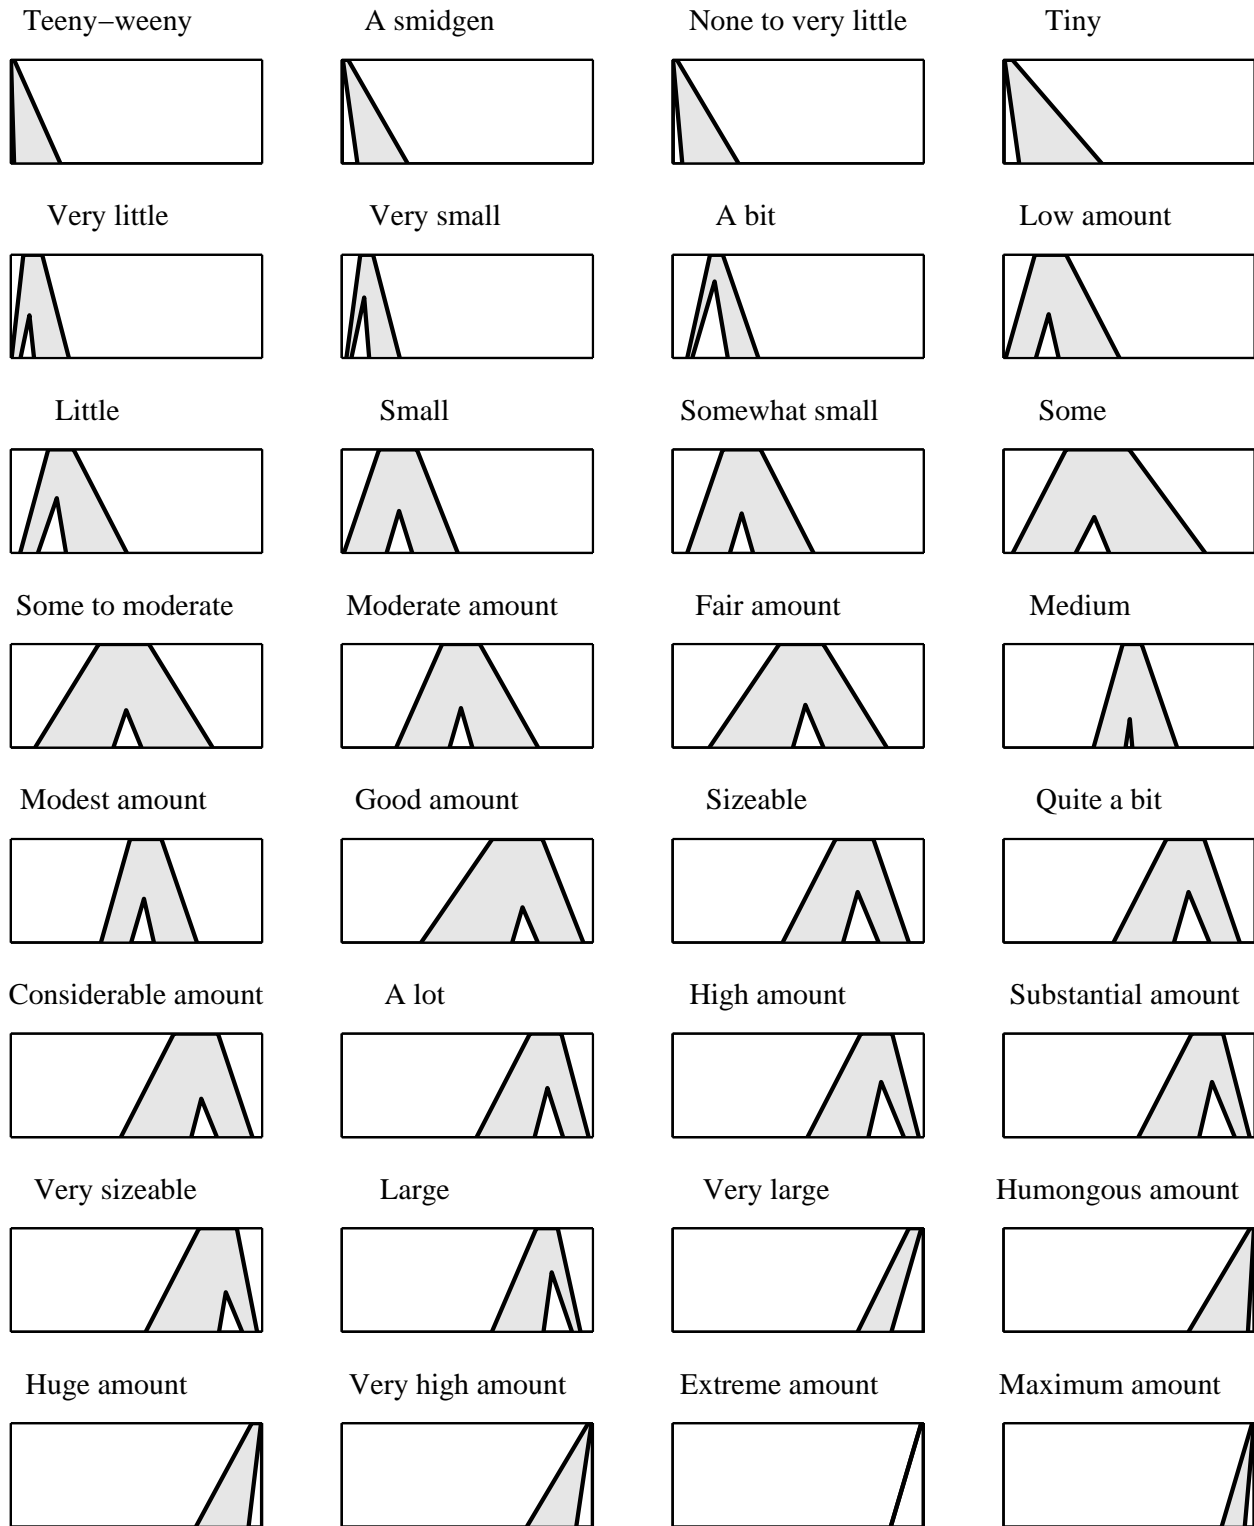 Teeny−weeny A smidgen None to very little Tiny
Very little Very small A bit Low amount
Little Small Somewhat small Some
Some to moderate Moderate amount Fair amount Medium
Modest amount Good amount Sizeable Quite a bit
Considerable amount A lot High amount Substantial amount
Very sizeable Large Very large Humongous amount
Huge amount Very high amount Extreme amount Maximum amount